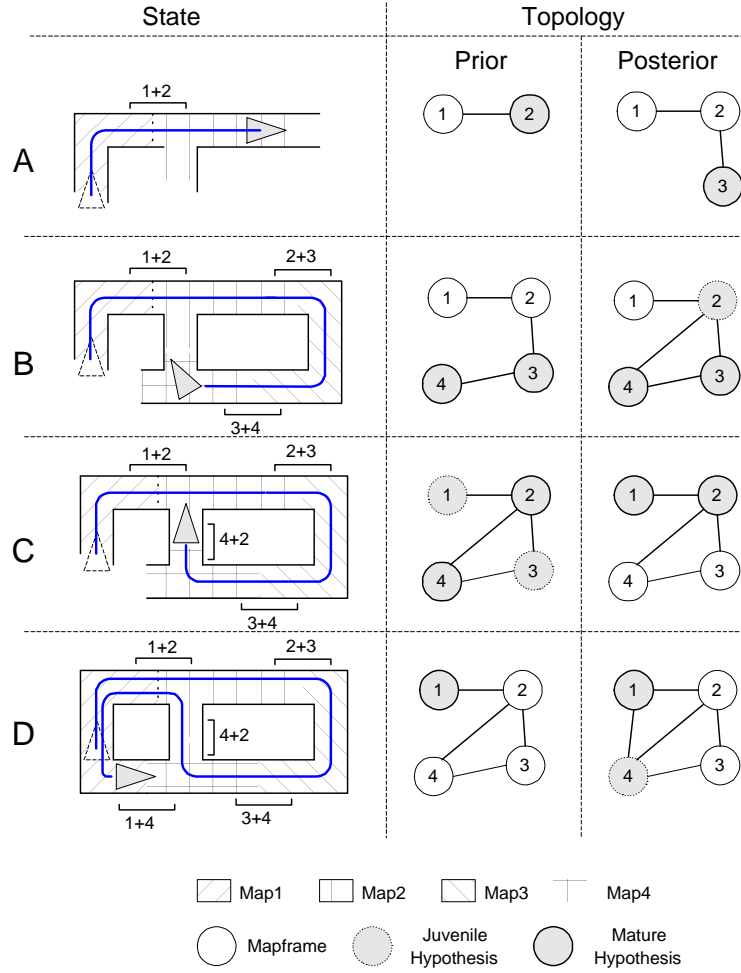 State Topology
Prior Posterior
1+2
1 2 1 2
A
3
1+2 2+3
1 2 1 2
B
4 3 4 3
3+4
1+2 2+3
1 2 1 2
C
4+2
4 3 4 3
3+4
1+2 2+3
1 2 1 2
D
4+2
4 3 4 3
1+4 3+4
Map1 Map2 Map3 Map4
Mapframe Juvenile Hypothesis Mature Hypothesis